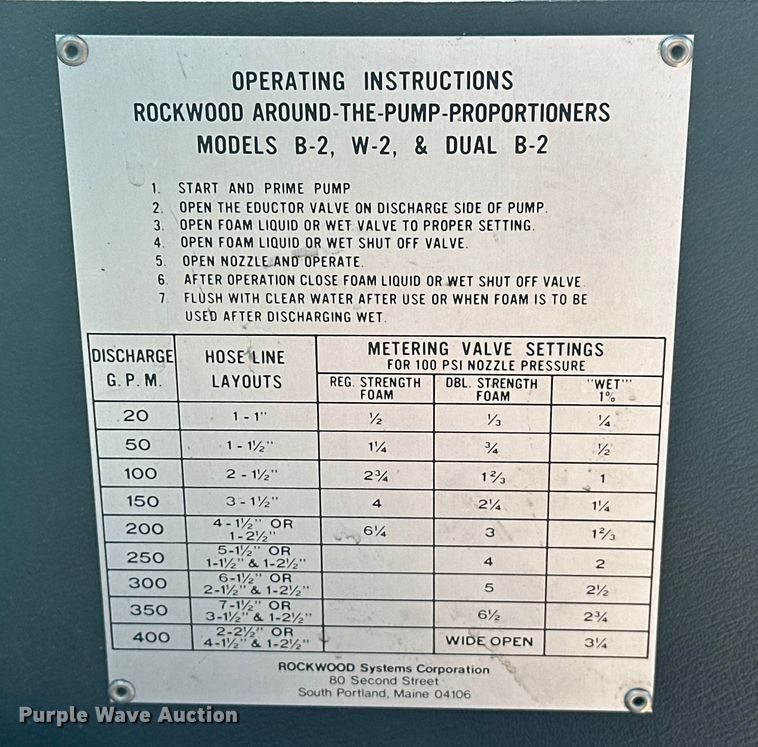 OPERATING INSTRUCTIONS
ROCKWOOD AROUND-THE-PUMP-PROPORTIONERS
MODELS B-2, W-2, & DUAL B-2
1. START AND PRIME PUMP
2. OPEN THE EDUCTOR VALVE ON DISCHARGE SIDE OF PUMP.
3. OPEN FOAM LIQUID OR WET VALVE TO PROPER SETTING.
4. OPEN FOAM LIQUID OR WET SHUT OFF VALVE.
5. OPEN NOZZLE AND OPERATE.
6. AFTER OPERATION CLOSE FOAM LIQUID OR WET SHUT OFF VALVE
7. FLUSH WITH CLEAR WATER AFTER USE OR WHEN FOAM IS TO BE
USED AFTER DISCHARGING WET.
DISCHARGE G.P.M. HOSE LINE LAYOUTS METERING VALVE SETTINGS
FOR 100 PSI NOZZLE PRESSURE
REG. STRENGTH FOAM DBL. STRENGTH FOAM "WET"' 1%
20 1-1" ½ ⅓ ¼
50 1-1½" 1¼ ¾ ½
100 2-1½" 2¾ 1⅔ 1
150 3-1½" 4 2¼ 1¼
200 4-1½" OR 1-2½" 6¼ 3 1⅔
250 5-1½" OR 1-1½" & 1-2½" 4 2
300 6-1½" OR 2-1½" & 1-2½" 5 2½
350 7-1½" OR 3-1½" & 1-2½" 6½ 2¾
400 2-2½" OR 4-1½" & 1-2½" WIDE OPEN 3¼
ROCKWOOD Systems Corporation
80 Second Street
South Portland, Maine 04106
Purple Wave Auction